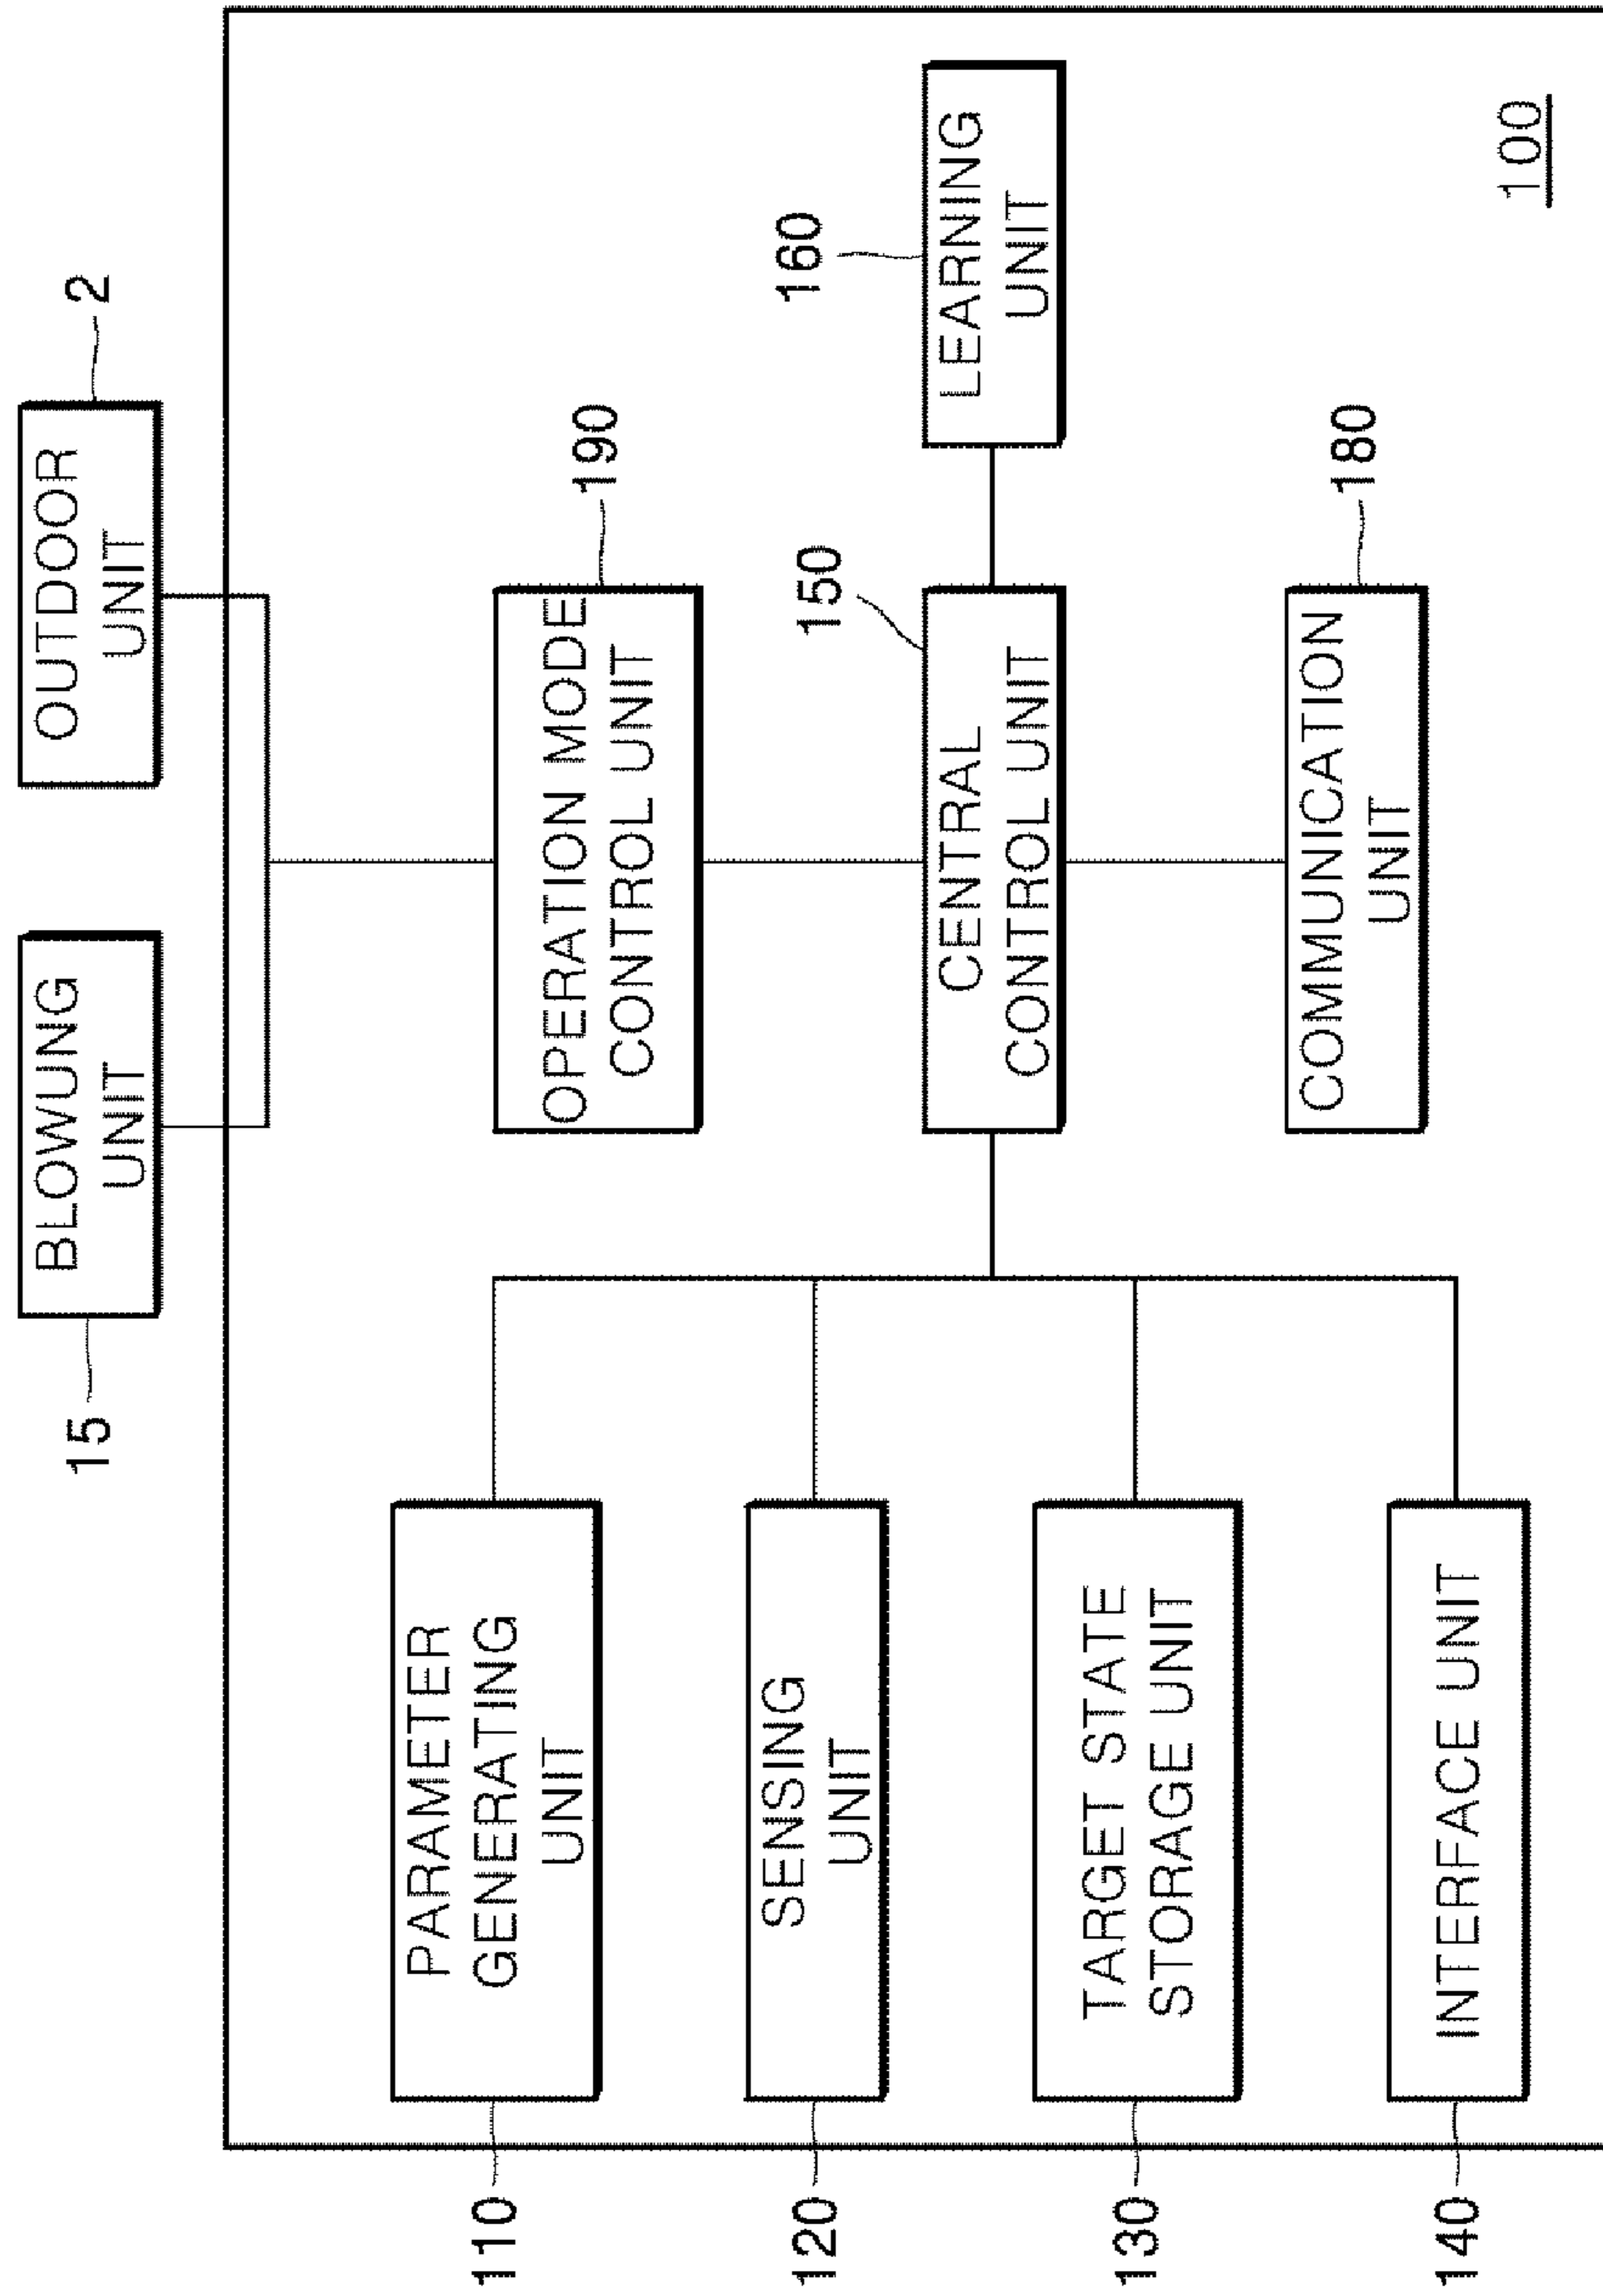 15
BLOWUNG
UNIT
OUTDOOR
UNIT
2
110
PARAMETER
GENERATING
UNIT
120
SENSING
UNIT
130
TARGET STATE
STORAGE UNIT
140
INTERFACE UNIT
OPERATION MODE
CONTROL UNIT
190
CENTRAL
CONTROL UNIT
150
LEARNING
UNIT
160
COMMUNICATION
UNIT
180
100